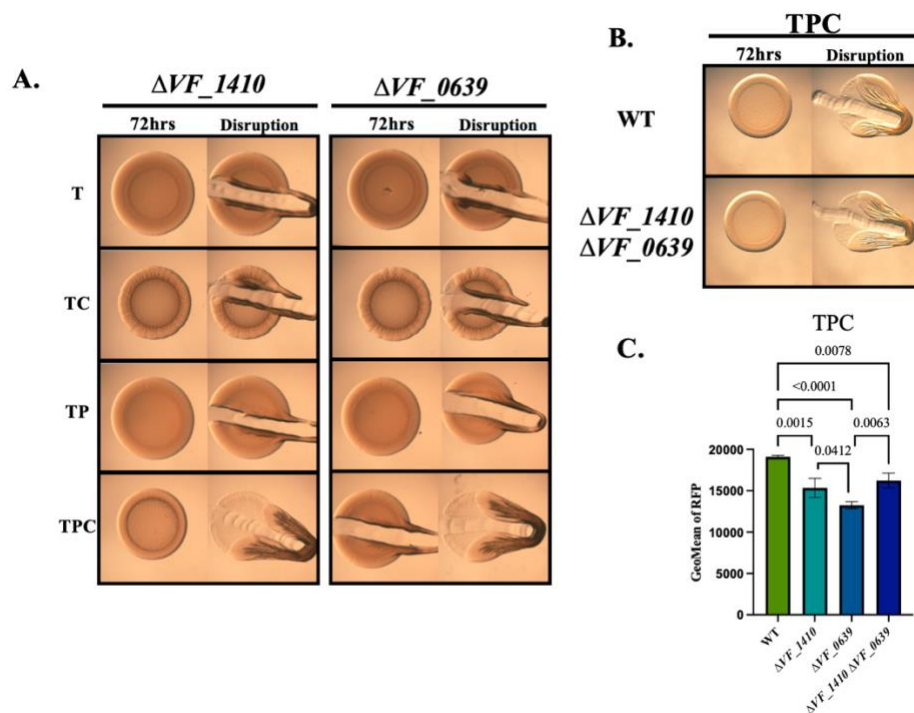 A.
ΔVF_1410
ΔVF_0639
72hrs Disruption
72hrs Disruption
T
TC
TP
TPC
B.
TPC
72hrs Disruption
WT
ΔVF_1410
ΔVF_0639
C.
TPC
0.0078
<0.0001
0.0015
0.0063
0.0412
GeoMean of RFP
20000
15000
10000
5000
0
WT
ΔVF_1410
ΔVF_0639
ΔVF_1410 ΔVF_0639